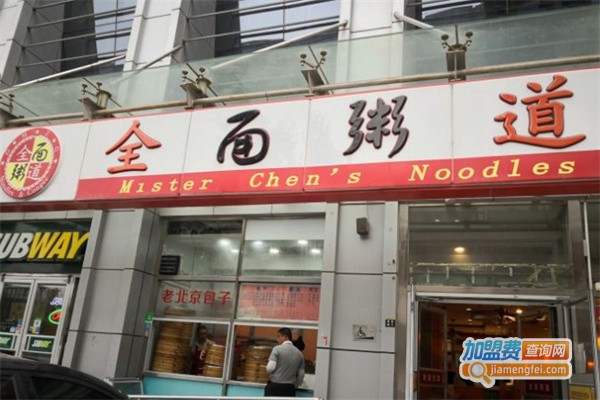 全面粥道
Mister Chen's Noodles
全面
粥道
SUBWAY
老北京包子
SUBWAY
加盟费查询网
jiamengfei.com